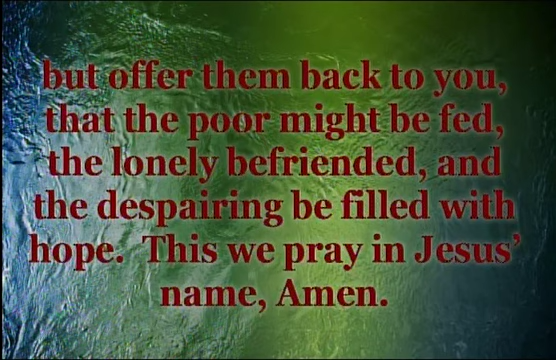 but offer them back to you,
that the poor might be fed,
the lonely befriended, and
the despairing be filled with
hope.  This we pray in Jesus’
name, Amen.